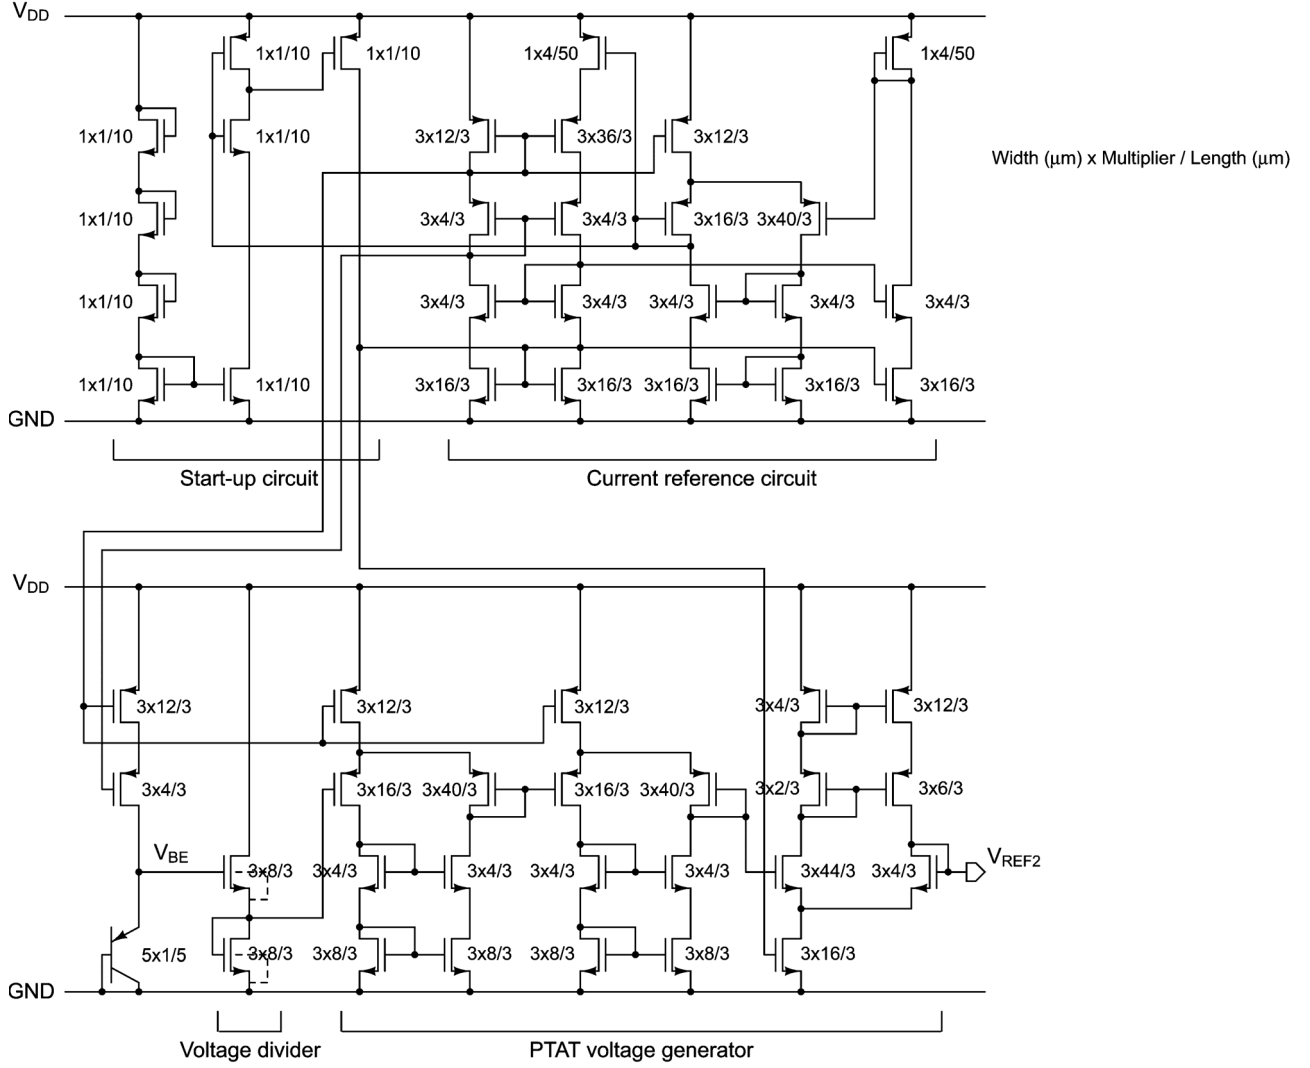 V_DD
1x1/10 1x1/10 1x4/50 1x4/50
1x1/10 1x1/10 3x12/3 3x36/3 3x12/3
Width (μm) x Multiplier / Length (μm)
1x1/10 3x4/3 3x4/3 3x16/3 3x40/3
1x1/10 3x4/3 3x4/3 3x4/3 3x4/3 3x4/3
1x1/10 1x1/10 3x16/3 3x16/3 3x16/3 3x16/3 3x16/3
GND
Start-up circuit Current reference circuit
V_DD
3x12/3 3x12/3 3x12/3 3x4/3 3x12/3
3x4/3 3x16/3 3x40/3 3x16/3 3x40/3 3x2/3 3x6/3
V_BE V_REF2
3x8/3 3x4/3 3x4/3 3x4/3 3x4/3 3x44/3 3x4/3
5x1/5 3x8/3 3x8/3 3x8/3 3x8/3 3x8/3 3x16/3
GND
Voltage divider PTAT voltage generator